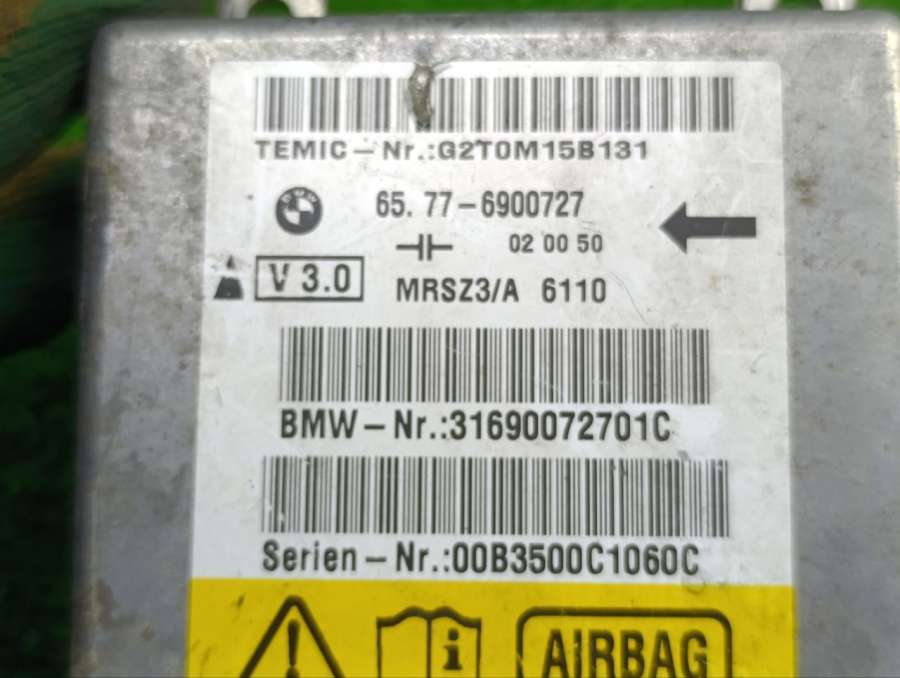 TEMIC-Nr.:G2T0M15B131
65.77-6900727
02 00 50
V 3.0
MRSZ3/A 6110
BMW-Nr.:31690072701C
Serien-Nr.:00B3500C1060C
AIRBAG